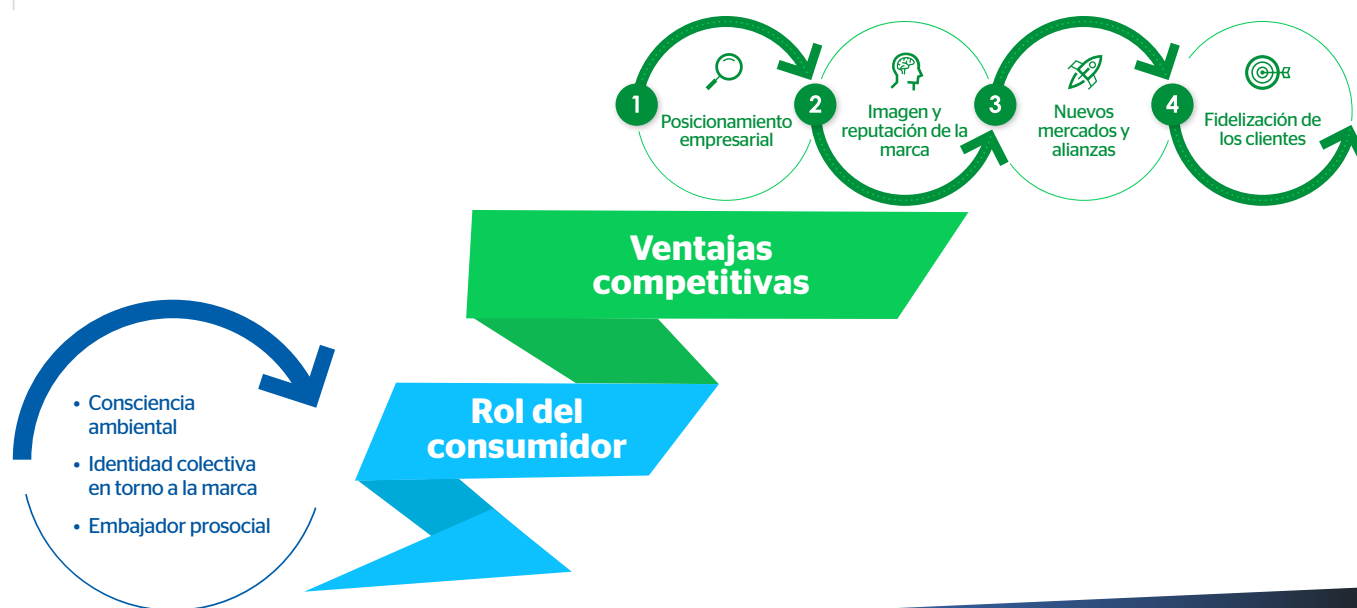 1
Posicionamiento
empresarial
2
Imagen y
reputación de la
marca
3
Nuevos
mercados y
alianzas
4
Fidelización de
los clientes
Ventajas
competitivas
Rol del
consumidor
• Consciencia
ambiental
• Identidad colectiva
en torno a la marca
• Embajador prosocial